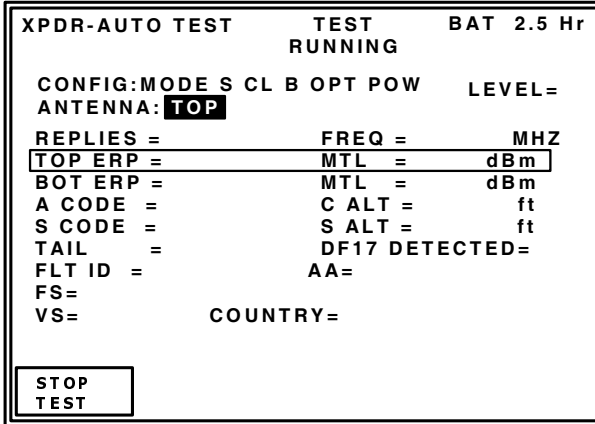 XPDR-AUTO TEST TEST BAT 2.5 Hr
RUNNING
CONFIG:MODE S CL B OPT POW LEVEL=
ANTENNA: TOP
REPLIES = FREQ = MHZ
TOP ERP = MTL = dBm
BOT ERP = MTL = dBm
A CODE = C ALT = ft
S CODE = S ALT = ft
TAIL = DF17 DETECTED=
FLT ID = AA=
FS=
VS= COUNTRY=
STOP
TEST